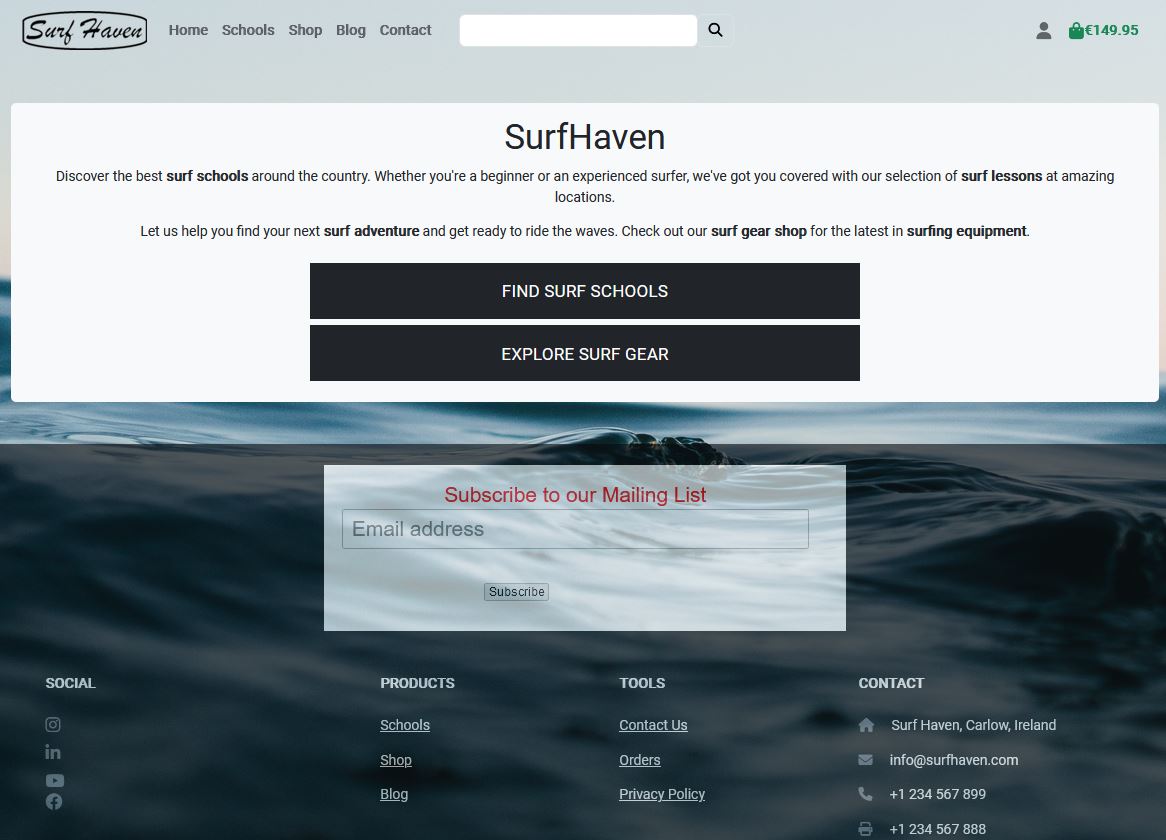 Surf Haven
Home Schools Shop Blog Contact
€149.95
SurfHaven
Discover the best surf schools around the country. Whether you're a beginner or an experienced surfer, we've got you covered with our selection of surf lessons at amazing
locations.
Let us help you find your next surf adventure and get ready to ride the waves. Check out our surf gear shop for the latest in surfing equipment.
FIND SURF SCHOOLS
EXPLORE SURF GEAR
Subscribe to our Mailing List
Email address
Subscribe
SOCIAL
PRODUCTS
Schools
Shop
Blog
TOOLS
Contact Us
Orders
Privacy Policy
CONTACT
Surf Haven, Carlow, Ireland
info@surfhaven.com
+1 234 567 899
+1 234 567 888